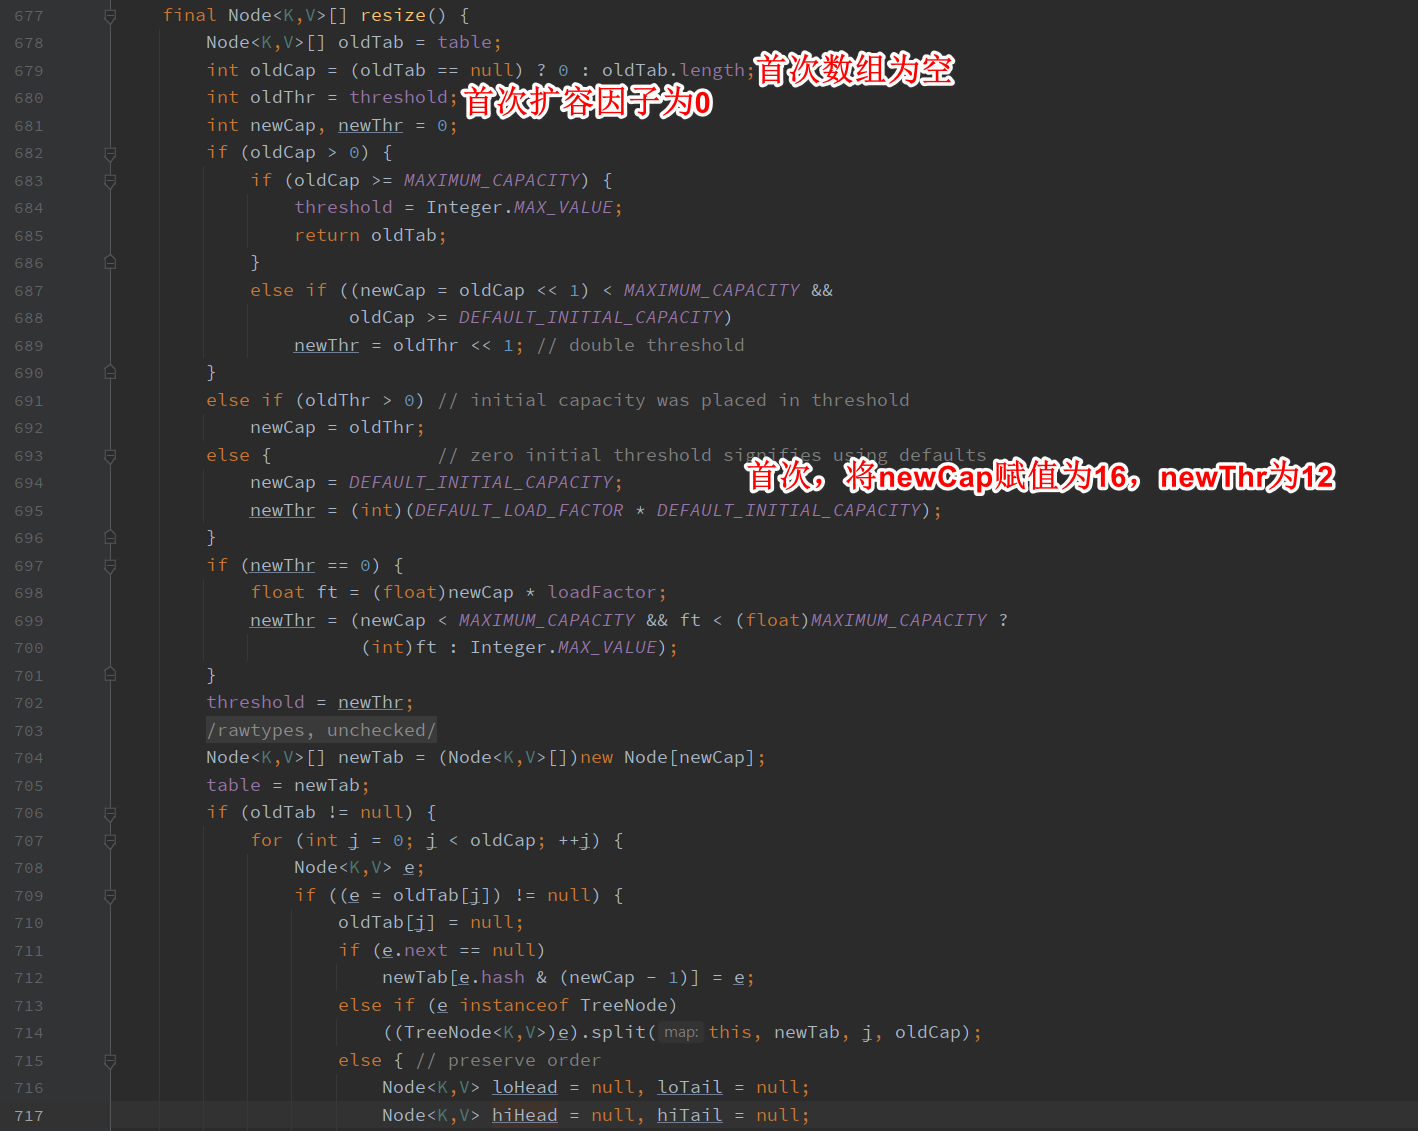 677 final Node<K,V>[] resize() {
678 Node<K,V>[] oldTab = table;
679 int oldCap = (oldTab == null) ? 0 : oldTab.length; 首次数组为空
680 int oldThr = threshold; 首次扩容因子为0
681 int newCap, newThr = 0;
682 if (oldCap > 0) {
683 if (oldCap >= MAXIMUM_CAPACITY) {
684 threshold = Integer.MAX_VALUE;
685 return oldTab;
686 }
687 else if ((newCap = oldCap << 1) < MAXIMUM_CAPACITY &&
688 oldCap >= DEFAULT_INITIAL_CAPACITY)
689 newThr = oldThr << 1; // double threshold
690 }
691 else if (oldThr > 0) // initial capacity was placed in threshold
692 newCap = oldThr;
693 else { // zero initial threshold signifies using defaults
首次，将newCap赋值为16，newThr为12
694 newCap = DEFAULT_INITIAL_CAPACITY;
695 newThr = (int)(DEFAULT_LOAD_FACTOR * DEFAULT_INITIAL_CAPACITY);
696 }
697 if (newThr == 0) {
698 float ft = (float)newCap * loadFactor;
699 newThr = (newCap < MAXIMUM_CAPACITY && ft < (float)MAXIMUM_CAPACITY ?
700 (int)ft : Integer.MAX_VALUE);
701 }
702 threshold = newThr;
703 /rawtypes, unchecked/
704 Node<K,V>[] newTab = (Node<K,V>[])new Node[newCap];
705 table = newTab;
706 if (oldTab != null) {
707 for (int j = 0; j < oldCap; ++j) {
708 Node<K,V> e;
709 if ((e = oldTab[j]) != null) {
710 oldTab[j] = null;
711 if (e.next == null)
712 newTab[e.hash & (newCap - 1)] = e;
713 else if (e instanceof TreeNode)
714 ((TreeNode<K,V>)e).split( map: this, newTab, j, oldCap);
715 else { // preserve order
716 Node<K,V> loHead = null, loTail = null;
717 Node<K,V> hiHead = null, hiTail = null;